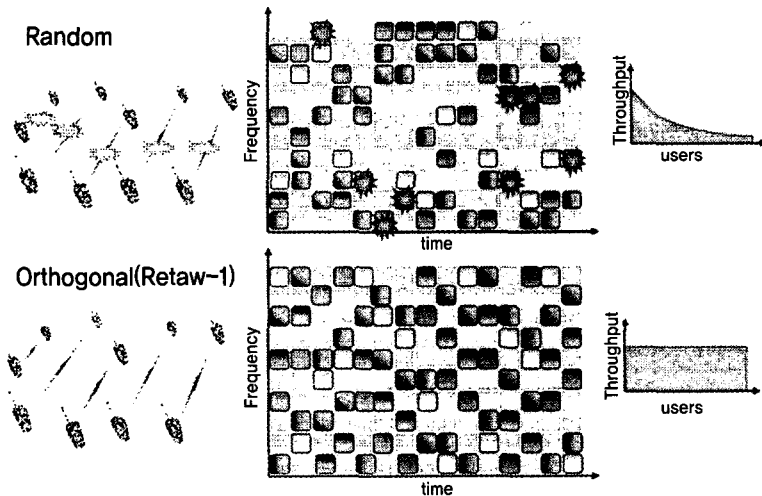 Random
Frequency
time
Throughput
users
Orthogonal(Retaw-1)
Frequency
time
Throughput
users